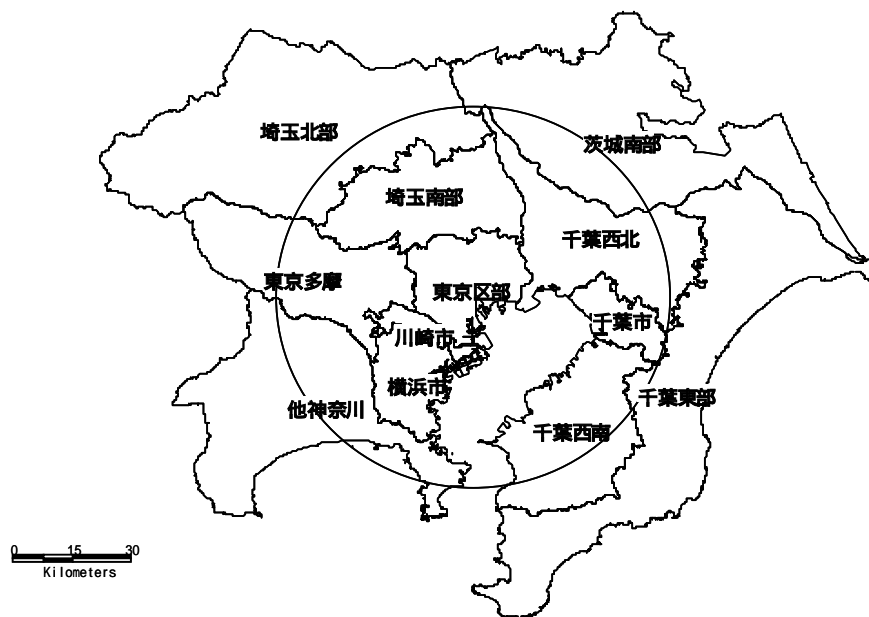 埼玉北部
茨城南部
埼玉南部
千葉西北
東京多摩
東京区部
千葉市
川崎市
横浜市
他神奈川
千葉東部
千葉西南
0 15 30
Kilometers